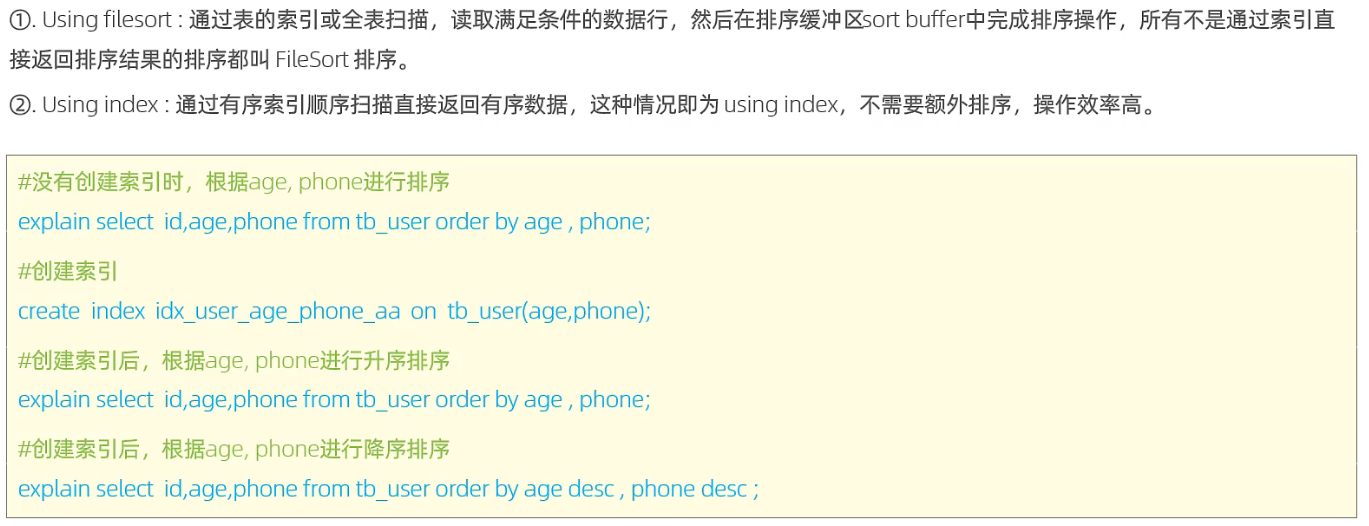 ①. Using filesort : 通过表的索引或全表扫描，读取满足条件的数据行，然后在排序缓冲区sort buffer中完成排序操作，所有不是通过索引直
接返回排序结果的排序都叫 FileSort 排序。
②. Using index : 通过有序索引顺序扫描直接返回有序数据，这种情况即为 using index，不需要额外排序，操作效率高。
#没有创建索引时，根据age, phone进行排序
explain select  id,age,phone from tb_user order by age , phone;
#创建索引
create  index  idx_user_age_phone_aa  on  tb_user(age,phone);
#创建索引后，根据age, phone进行升序排序
explain select  id,age,phone from tb_user order by age , phone;
#创建索引后，根据age, phone进行降序排序
explain select  id,age,phone from tb_user order by age desc , phone desc ;